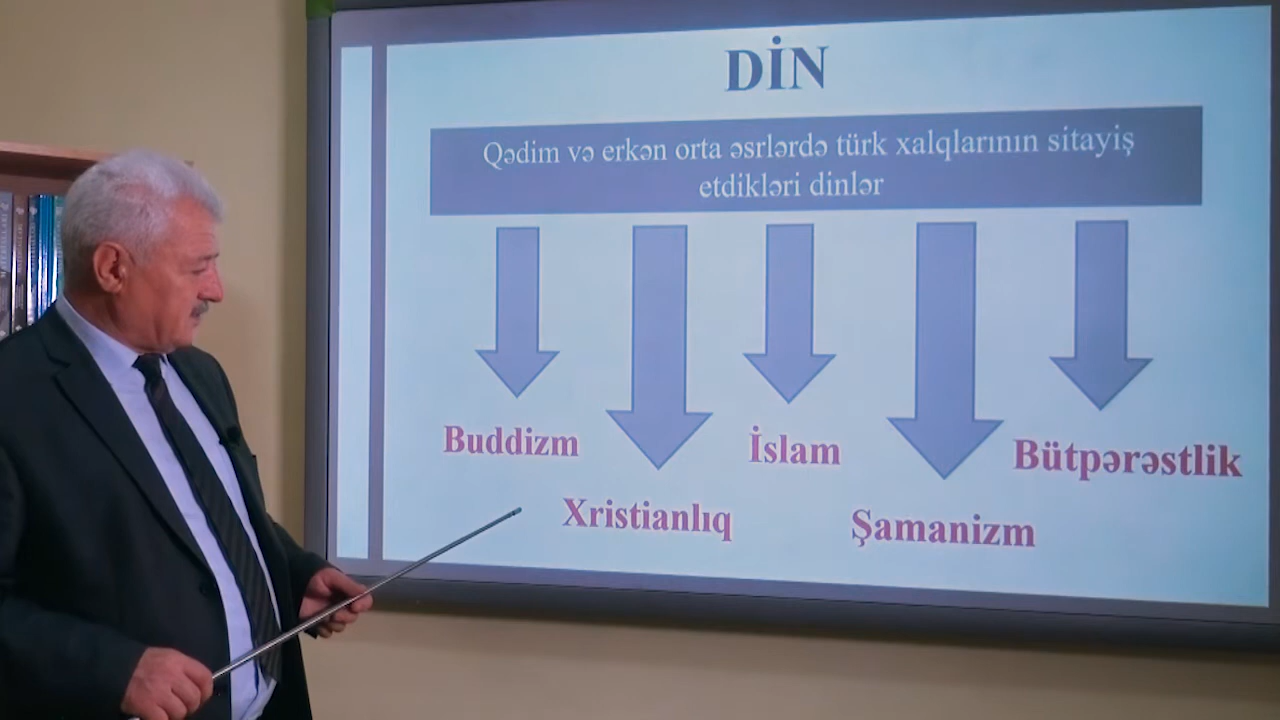 DİN
Qədim və erkən orta əsrlərdə türk xalqlarının sitayiş
etdikləri dinlər
Buddizm
Xristianlıq
İslam
Şamanizm
Bütpərəstlik